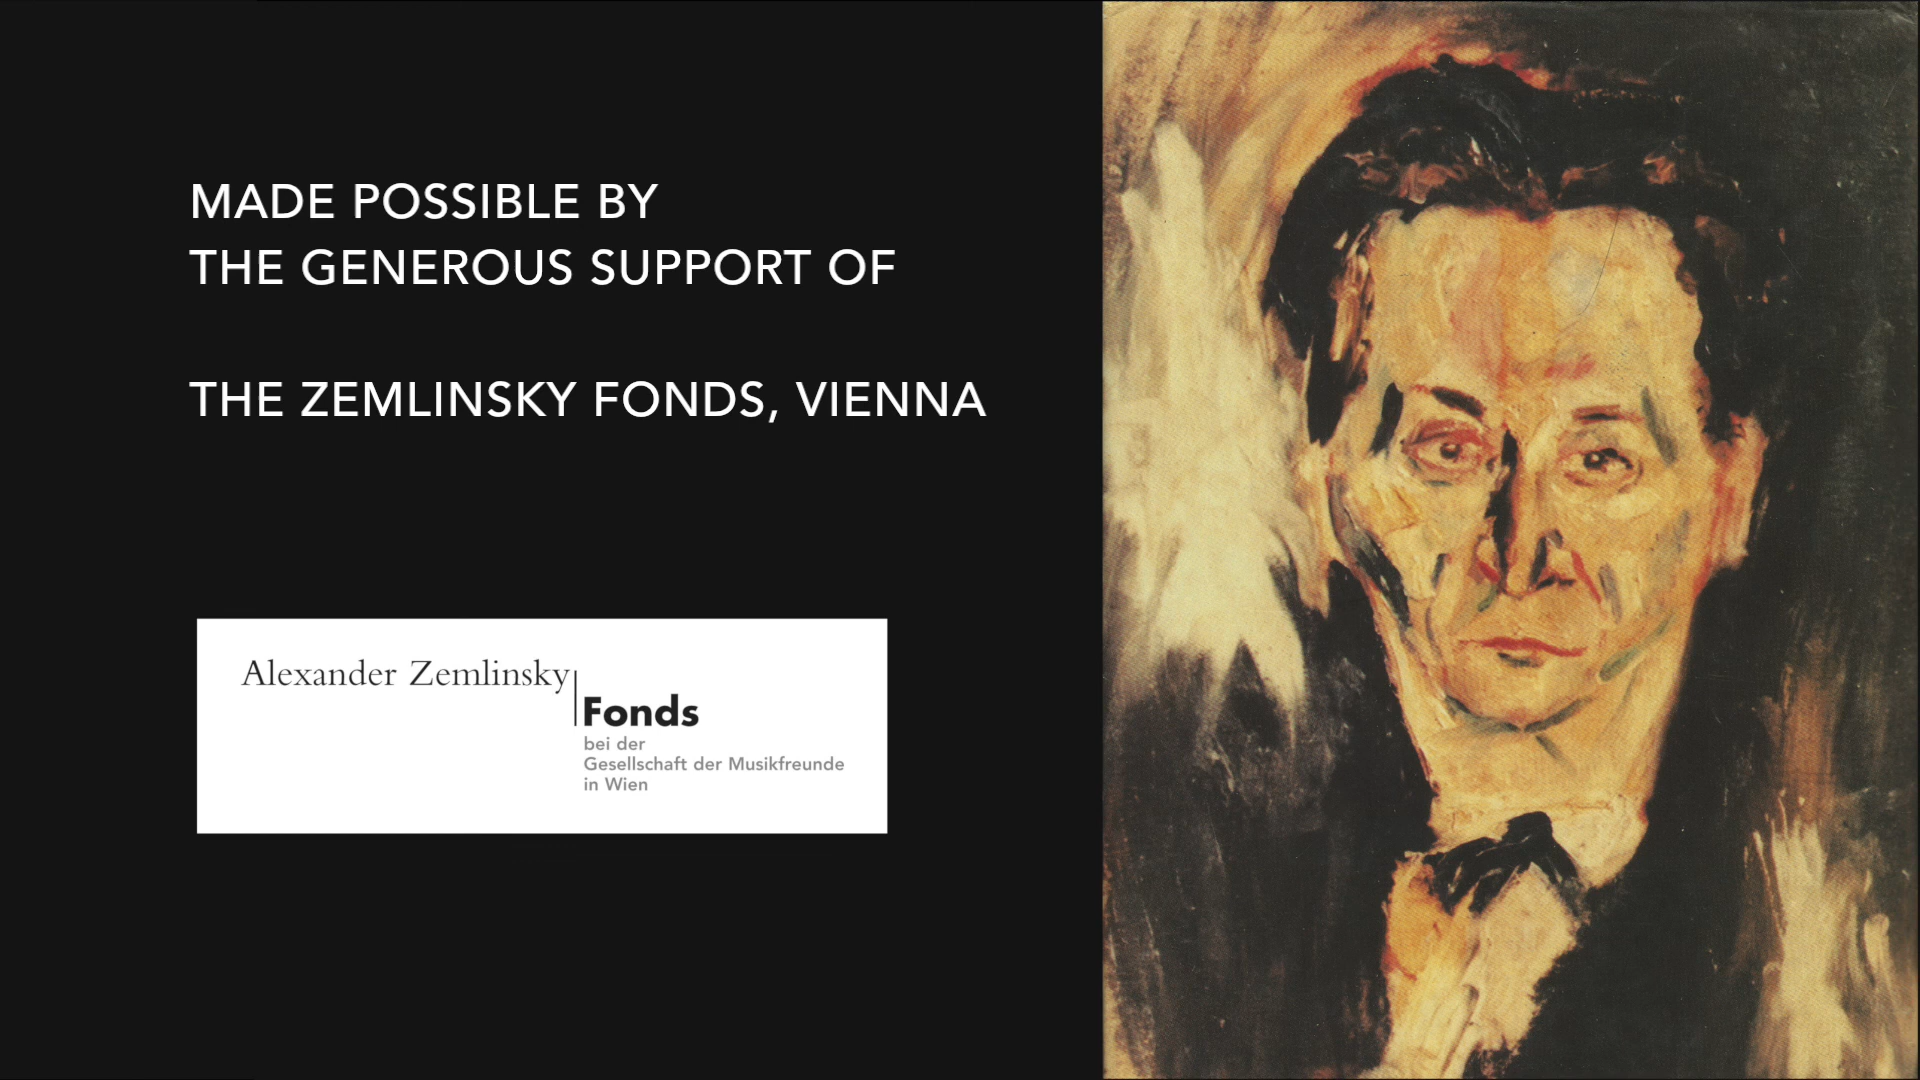 MADE POSSIBLE BY
THE GENEROUS SUPPORT OF
THE ZEMLINSKY FONDS, VIENNA
Alexander Zemlinsky
Fonds
bei der
Gesellschaft der Musikfreunde
in Wien